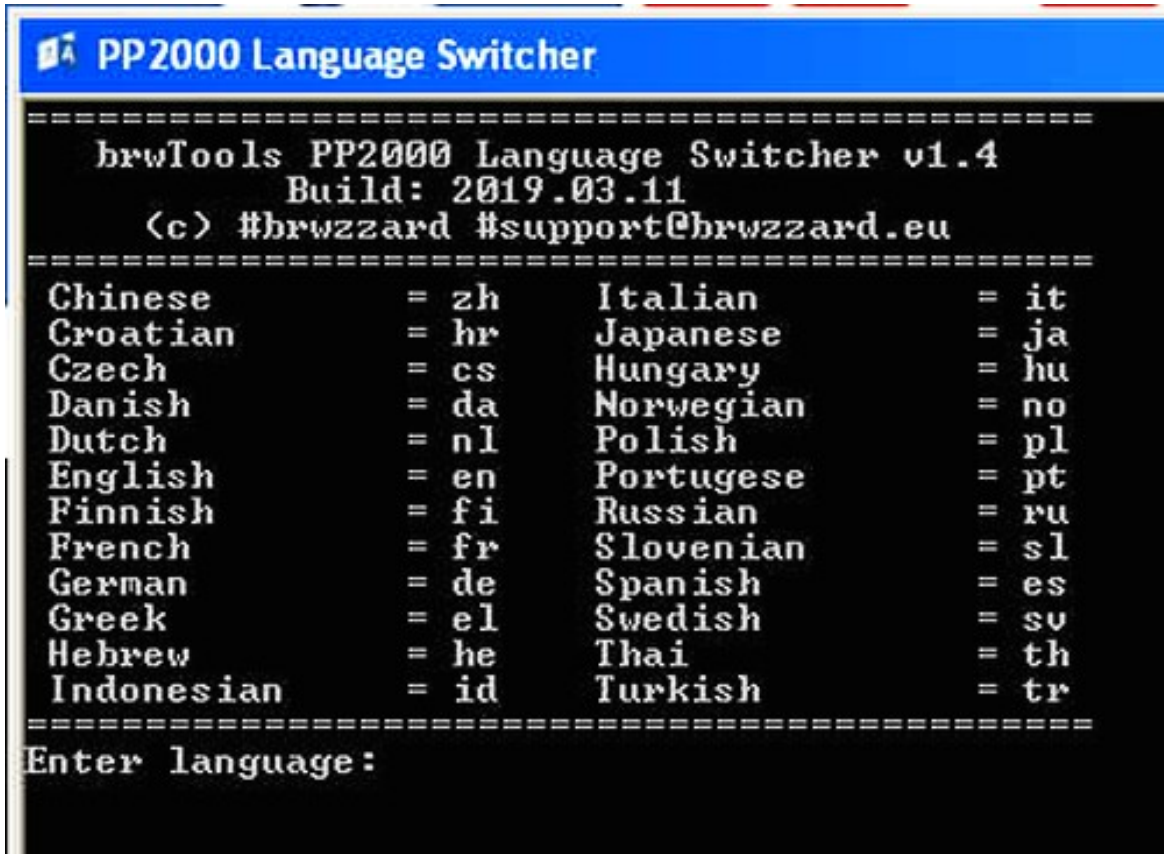 PP2000 Language Switcher
=============================================
brwTools PP2000 Language Switcher v1.4
Build: 2019.03.11
(c) #brwzzard #support@brwzzard.eu
=============================================
Chinese = zh Italian = it
Croatian = hr Japanese = ja
Czech = cs Hungary = hu
Danish = da Norwegian = no
Dutch = nl Polish = pl
English = en Portugese = pt
Finnish = fi Russian = ru
French = fr Slovenian = sl
German = de Spanish = es
Greek = el Swedish = sv
Hebrew = he Thai = th
Indonesian = id Turkish = tr
=============================================
Enter language: